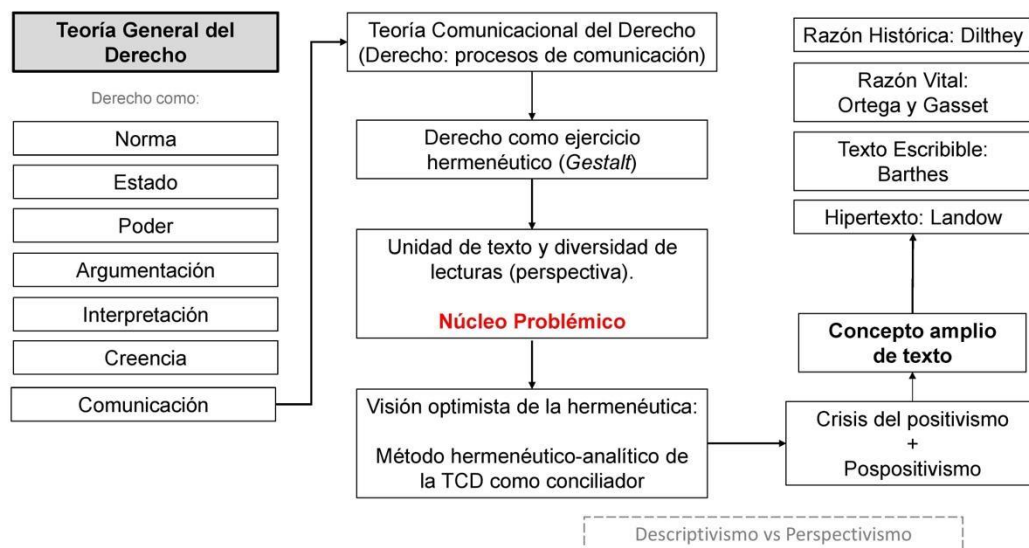 Teoría General del
Derecho
Derecho como:
Norma
Estado
Poder
Argumentación
Interpretación
Creencia
Comunicación
Teoría Comunicacional del Derecho
(Derecho: procesos de comunicación)
Derecho como ejercicio
hermenéutico (Gestalt)
Unidad de texto y diversidad de
lecturas (perspectiva).
Núcleo Problémico
Visión optimista de la hermenéutica:
Método hermenéutico-analítico de
la TCD como conciliador
Razón Histórica: Dilthey
Razón Vital:
Ortega y Gasset
Texto Escribible:
Barthes
Hipertexto: Landow
Concepto amplio
de texto
Crisis del positivismo
+
Pospositivismo
Descriptivismo vs Perspectivismo